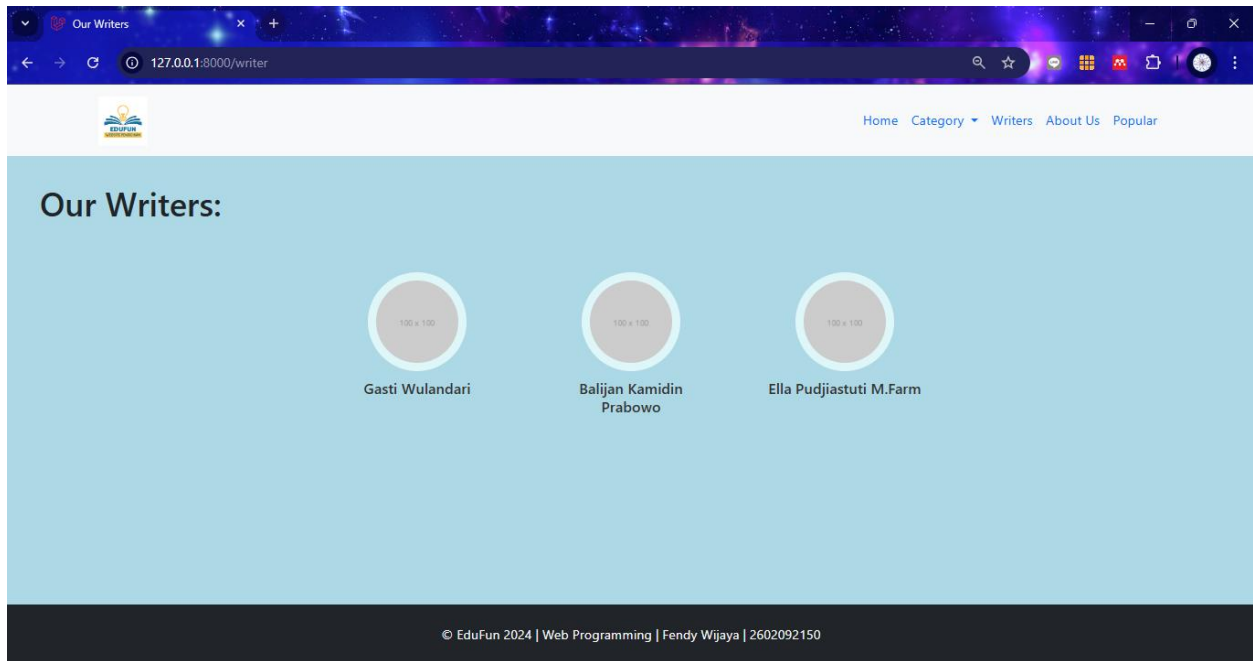 Our Writers
127.0.0.1:8000/writer
EDUFUN
Home Category Writers About Us Popular
Our Writers:
100 x 100 100 x 100 100 x 100
Gasti Wulandari Balijan Kamidin Ella Pudjiastuti M.Farm
Prabowo
© EduFun 2024 | Web Programming | Fendy Wijaya | 2602092150